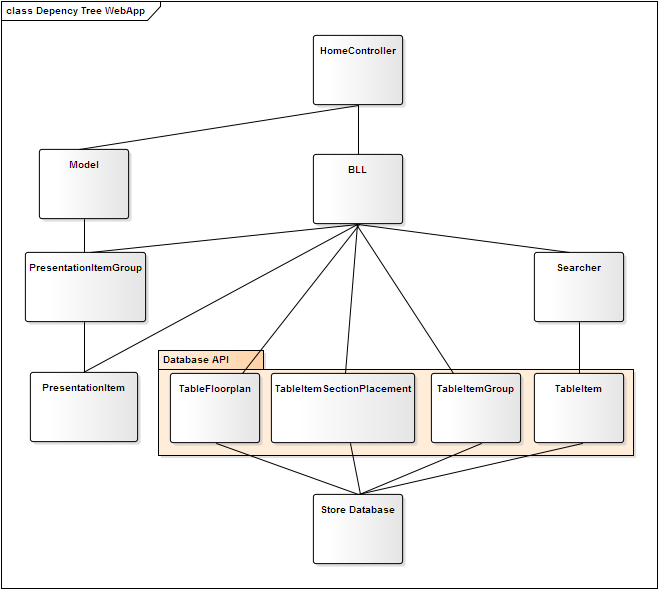 class Depency Tree WebApp
HomeController
Model
BLL
PresentationItemGroup
Searcher
Database API
PresentationItem
TableFloorplan
TableItemSectionPlacement
TableItemGroup
TableItem
Store Database